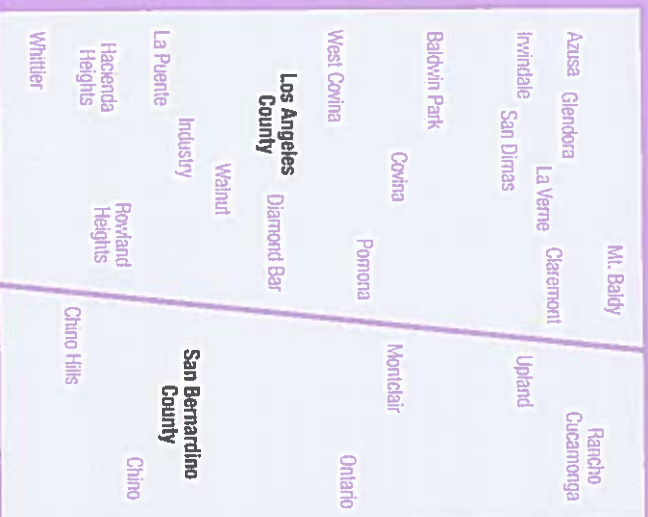 Mt. Baldy
Rancho
Cucamonga
Azusa
Glendora
Claremont
La Verne
Irwindale
Upland
San Dimas
Baldwin Park
Covina
Montclair
Pomona
Ontario
West Covina
Los Angeles
County
Diamond Bar
Walnut
San Bernardino
County
Industry
La Puente
Chino
Rowland
Heights
Hacienda
Heights
Chino Hills
Whittier